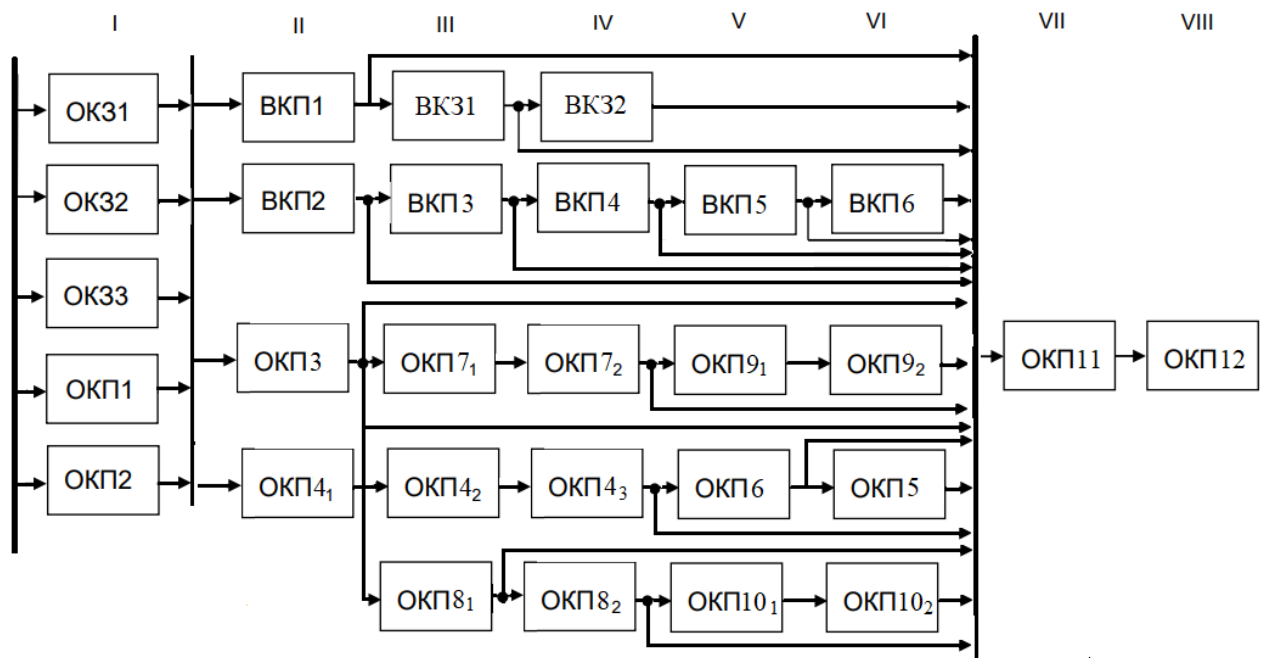 I II III IV V VI VII VIII
ОКЗ1 ВКП1 ВКЗ1 ВКЗ2
ОКЗ2 ВКП2 ВКП3 ВКП4 ВКП5 ВКП6
ОКЗ3
ОКП3 ОКП7₁ ОКП7₂ ОКП9₁ ОКП9₂ ОКП11 ОКП12
ОКП1
ОКП2 ОКП4₁ ОКП4₂ ОКП4₃ ОКП6 ОКП5
ОКП8₁ ОКП8₂ ОКП10₁ ОКП10₂